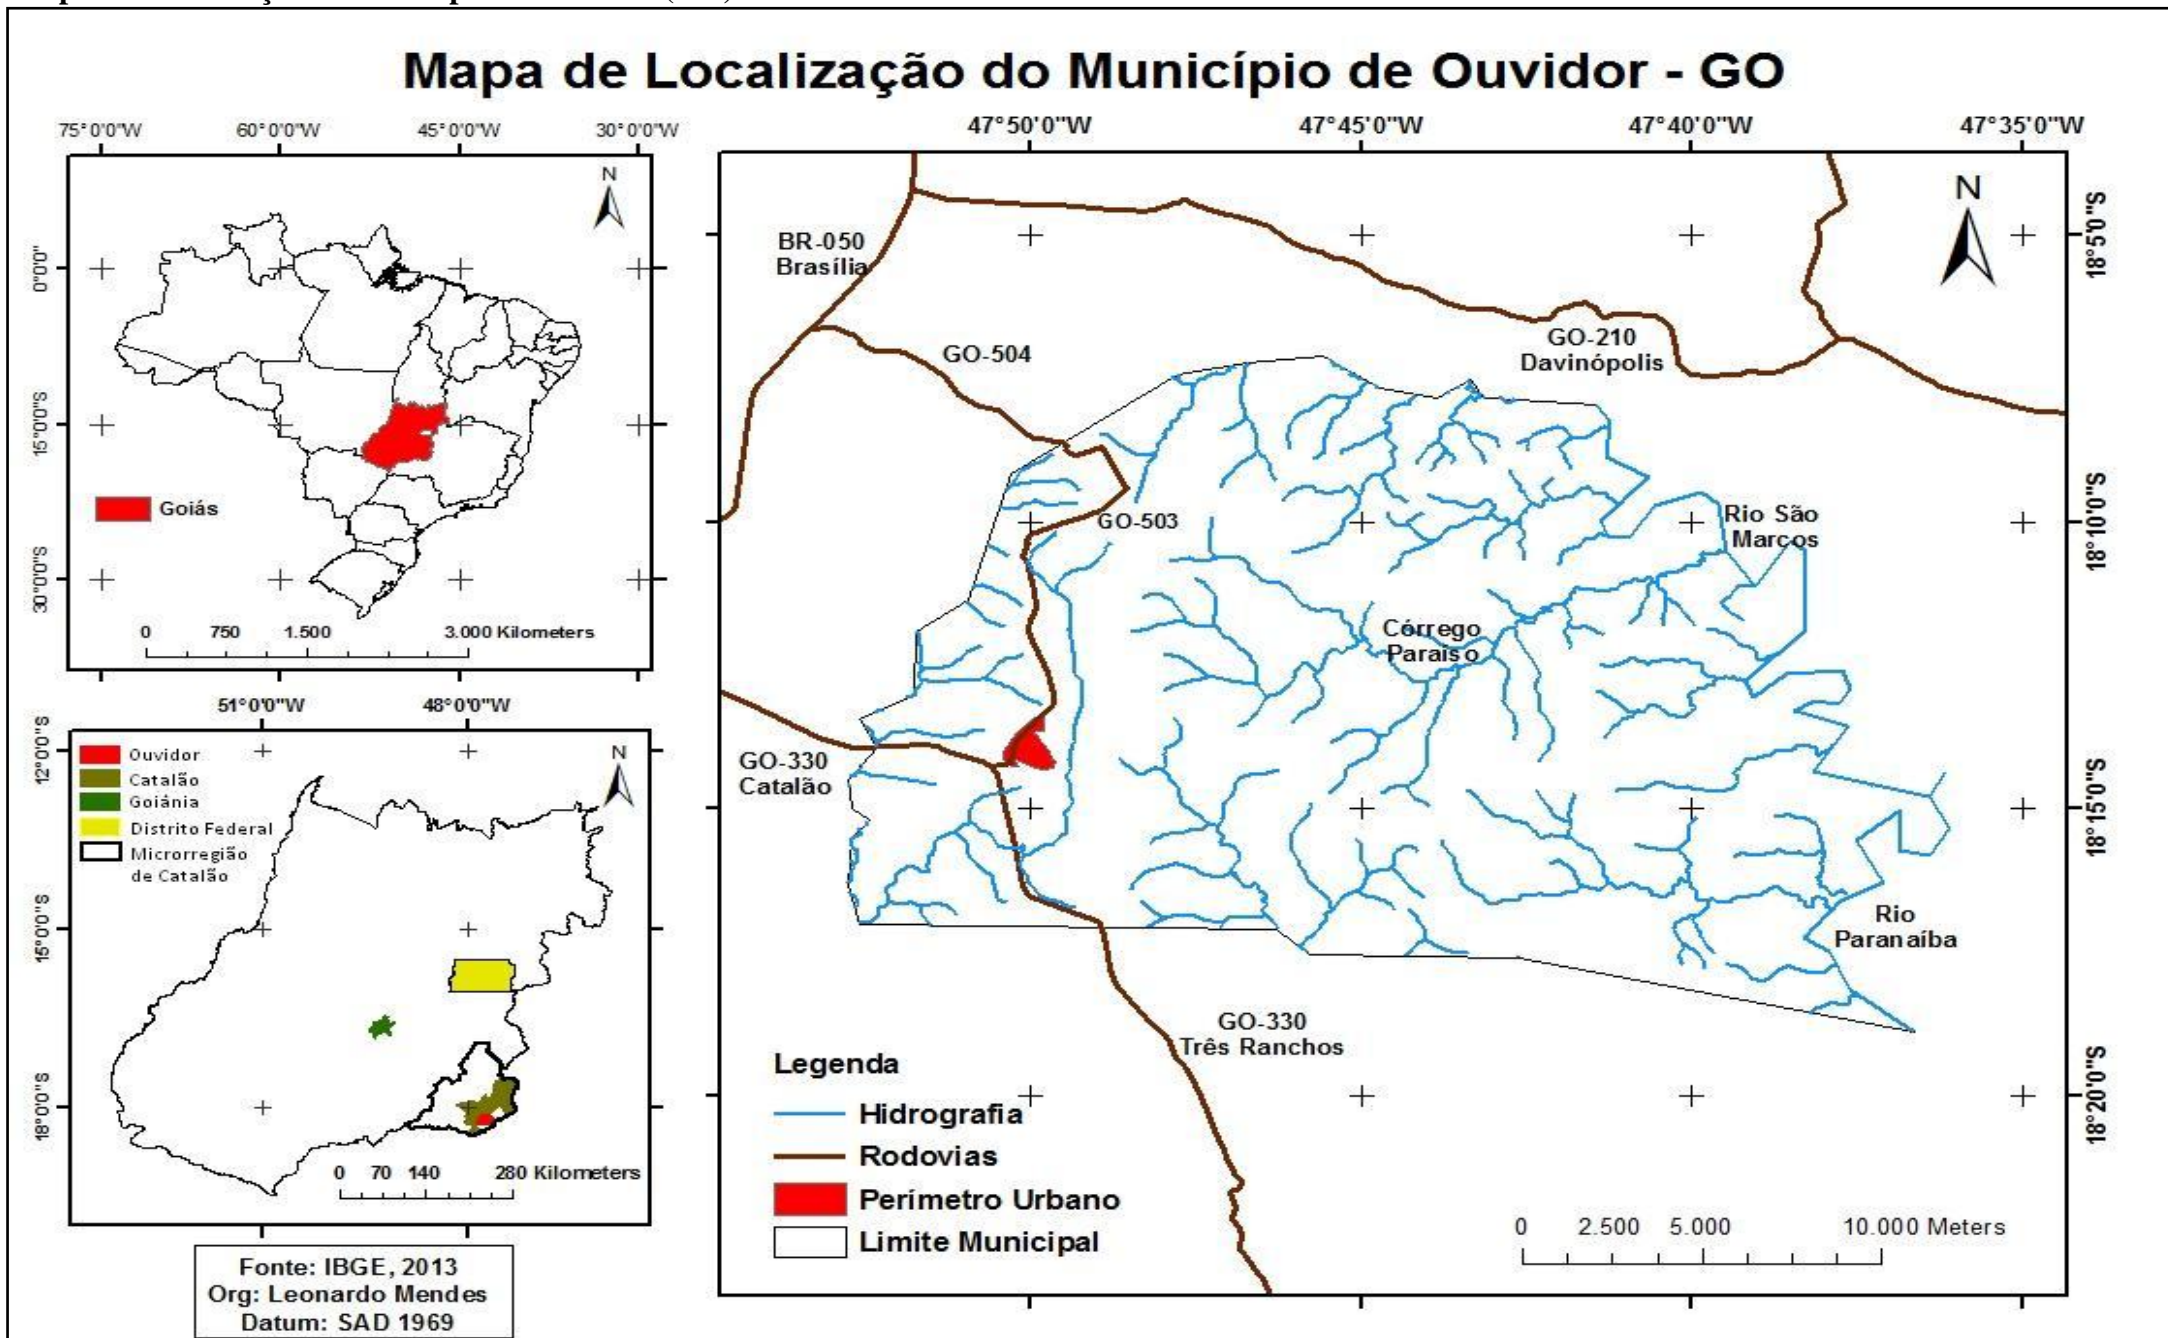 Mapa de Localização do Município de Ouvidor - GO
75°0'0"W 60°0'0"W 45°0'0"W 30°0'0"W
N
0°0'0"
15°0'0"S
30°0'0"S
Goiás
0 750 1.500 3.000 Kilometers
51°0'0"W 48°0'0"W
12°0'0"S
15°0'0"S
18°0'0"S
N
Ouvidor
Catalão
Goiânia
Distrito Federal
Microrregião
de Catalão
0 70 140 280 Kilometers
Fonte: IBGE, 2013
Org: Leonardo Mendes
Datum: SAD 1969
47°50'0"W 47°45'0"W 47°40'0"W 47°35'0"W
N
18°5'0"S
18°10'0"S
18°15'0"S
18°20'0"S
BR-050
Brasília
GO-504
GO-210
Davinópolis
GO-503
Rio São
Marcos
Córrego
Paraiso
GO-330
Catalão
Rio
Paranaíba
GO-330
Três Ranchos
Legenda
Hidrografia
Rodovias
Perímetro Urbano
Limite Municipal
0 2.500 5.000 10.000 Meters